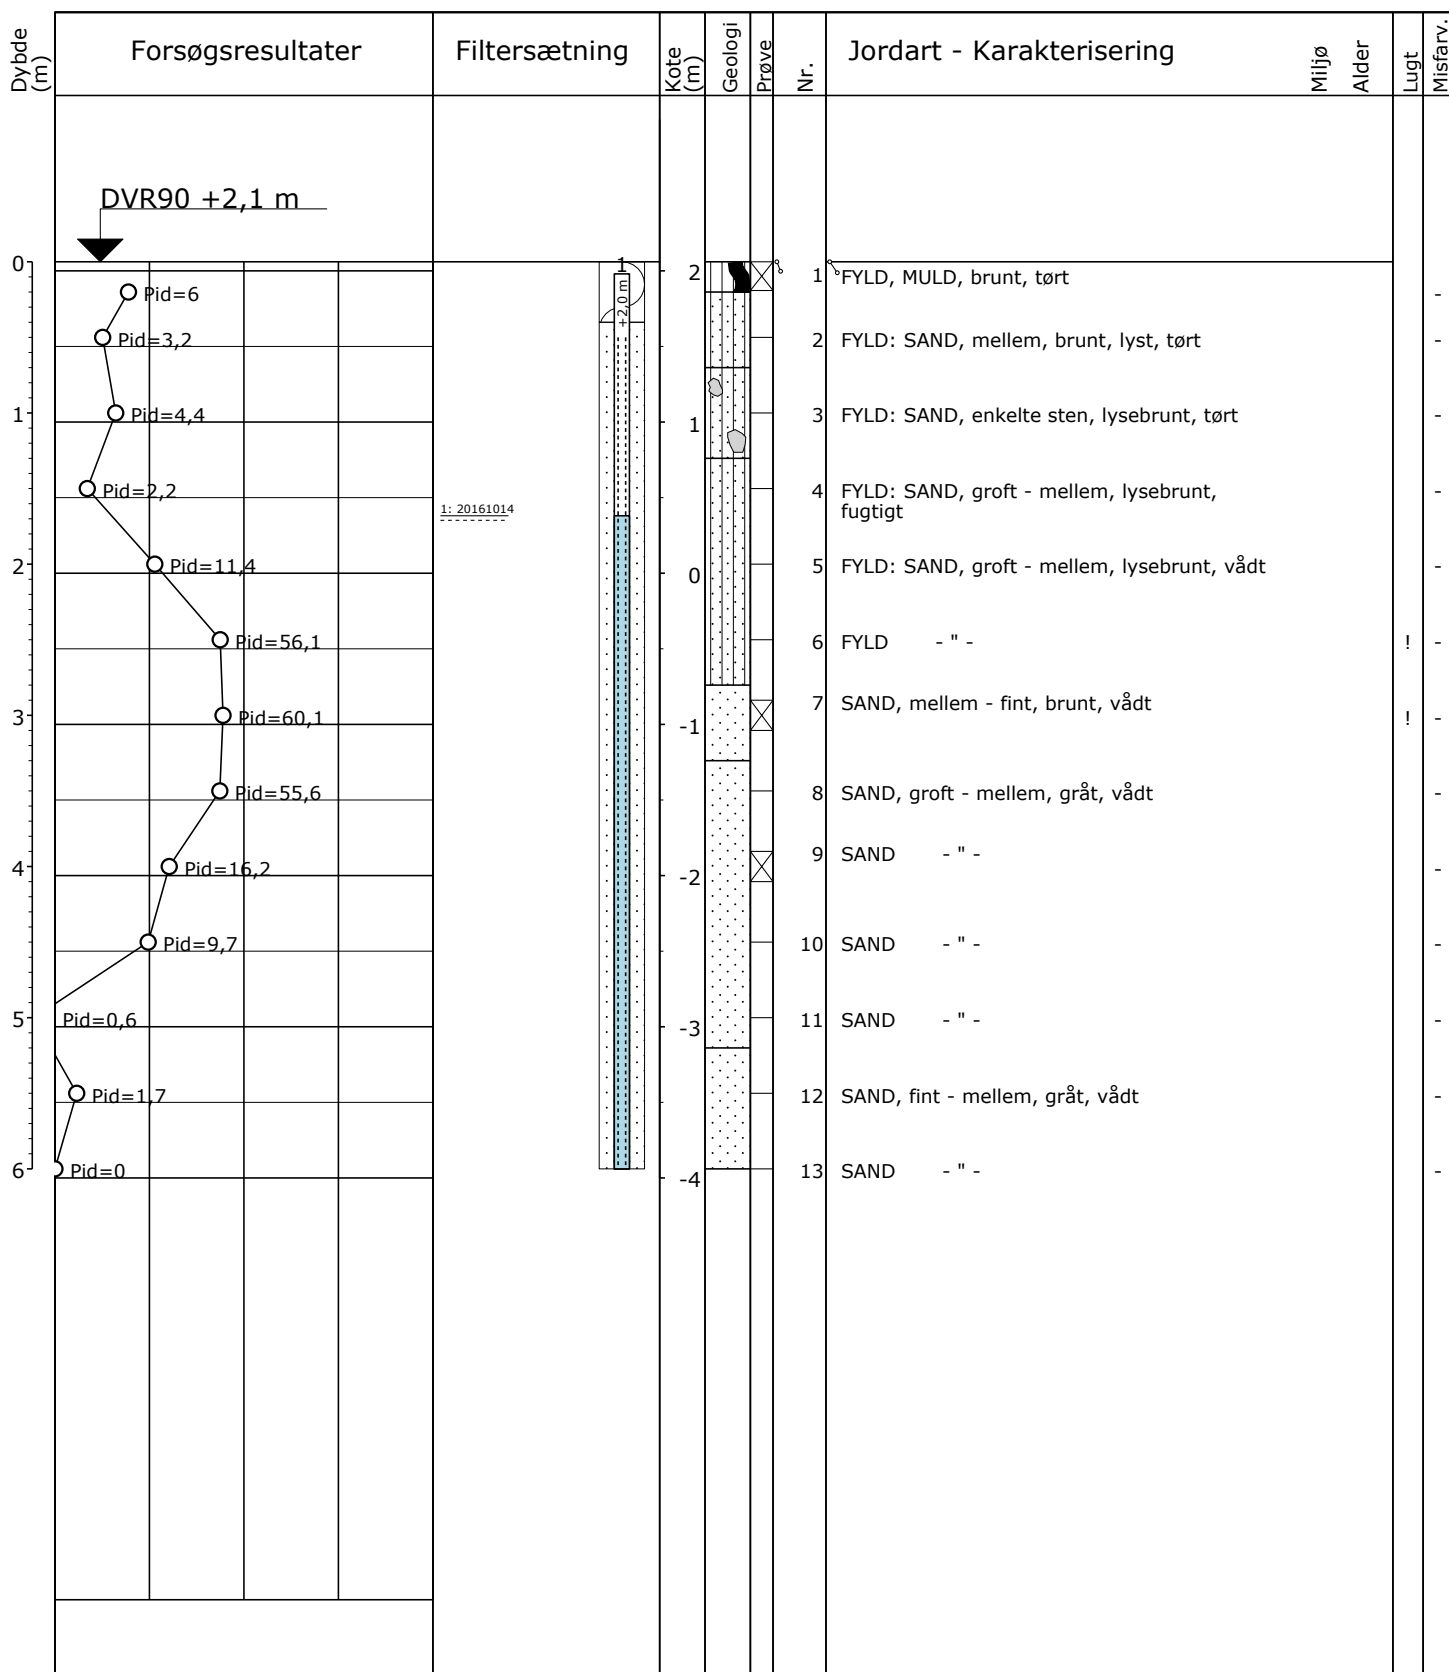 Dybde
(m)
Forsøgsresultater
Filtersætning
Kote
(m)
Geologi
Prøve
Nr.
Jordart - Karakterisering
Miljø
Alder
Lugt
Misfarv.
DVR90 +2,1 m
0
1
2
1
FYLD, MULD, brunt, tørt
-
Pid=6
+2,0 m
Pid=3,2
2
FYLD: SAND, mellem, brunt, lyst, tørt
-
1
Pid=4,4
1
3
FYLD: SAND, enkelte sten, lysebrunt, tørt
-
Pid=2,2
4
FYLD: SAND, groft - mellem, lysebrunt,
fugtigt
-
1: 20161014
2
Pid=11,4
0
5
FYLD: SAND, groft - mellem, lysebrunt, vådt
-
Pid=56,1
6
FYLD - " -
!
-
3
Pid=60,1
-1
7
SAND, mellem - fint, brunt, vådt
!
-
Pid=55,6
8
SAND, groft - mellem, gråt, vådt
-
4
Pid=16,2
-2
9
SAND - " -
-
Pid=9,7
10
SAND - " -
-
5
Pid=0,6
-3
11
SAND - " -
-
Pid=1,7
12
SAND, fint - mellem, gråt, vådt
-
6
Pid=0
-4
13
SAND - " -
-